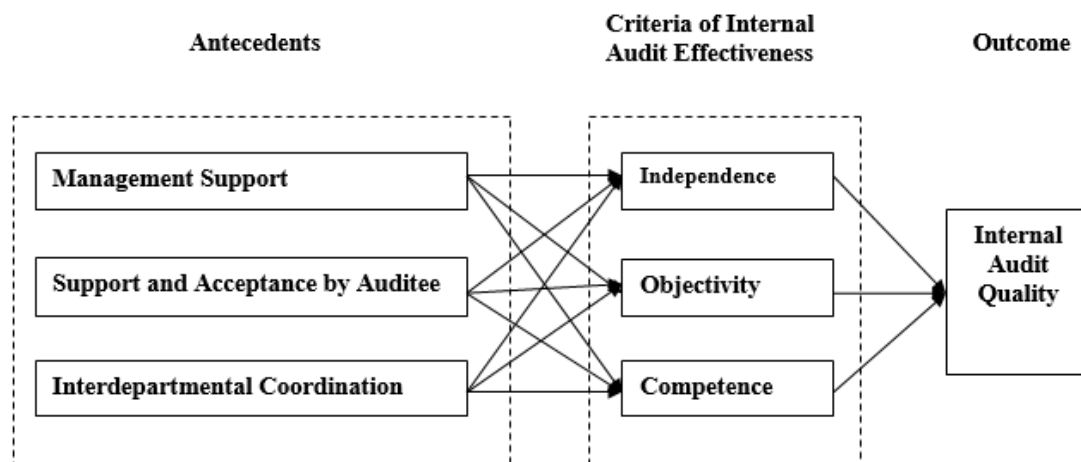 Antecedents
Criteria of Internal
Audit Effectiveness
Outcome
Management Support
Support and Acceptance by Auditee
Interdepartmental Coordination
Independence
Objectivity
Competence
Internal
Audit
Quality